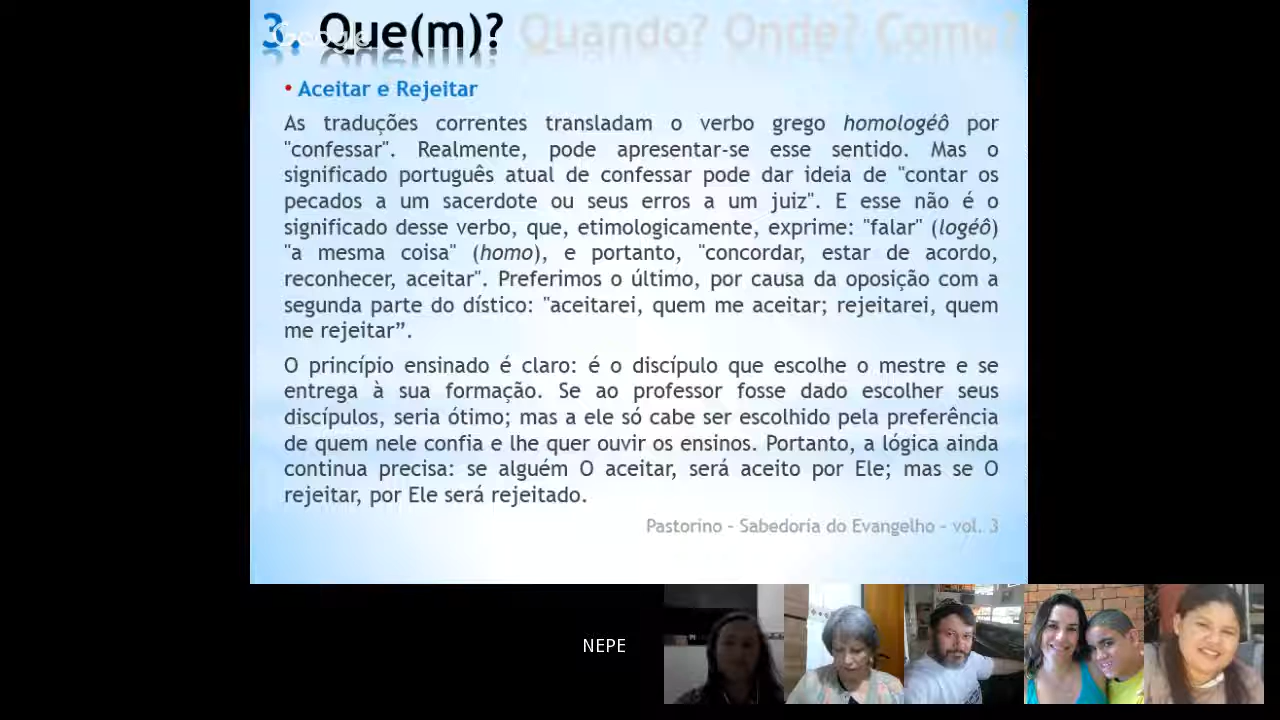 3. Que(m)? Quando? Onde? Como?
Google
• Aceitar e Rejeitar
As traduções correntes transladam o verbo grego homologéô por
"confessar". Realmente, pode apresentar-se esse sentido. Mas o
significado português atual de confessar pode dar ideia de "contar os
pecados a um sacerdote ou seus erros a um juiz". E esse não é o
significado desse verbo, que, etimologicamente, exprime: "falar" (logéô)
"a mesma coisa" (homo), e portanto, "concordar, estar de acordo,
reconhecer, aceitar". Preferimos o último, por causa da oposição com a
segunda parte do dístico: "aceitarei, quem me aceitar; rejeitarei, quem
me rejeitar”.
O princípio ensinado é claro: é o discípulo que escolhe o mestre e se
entrega à sua formação. Se ao professor fosse dado escolher seus
discípulos, seria ótimo; mas a ele só cabe ser escolhido pela preferência
de quem nele confia e lhe quer ouvir os ensinos. Portanto, a lógica ainda
continua precisa: se alguém O aceitar, será aceito por Ele; mas se O
rejeitar, por Ele será rejeitado.
Pastorino - Sabedoria do Evangelho - vol. 3
NEPE